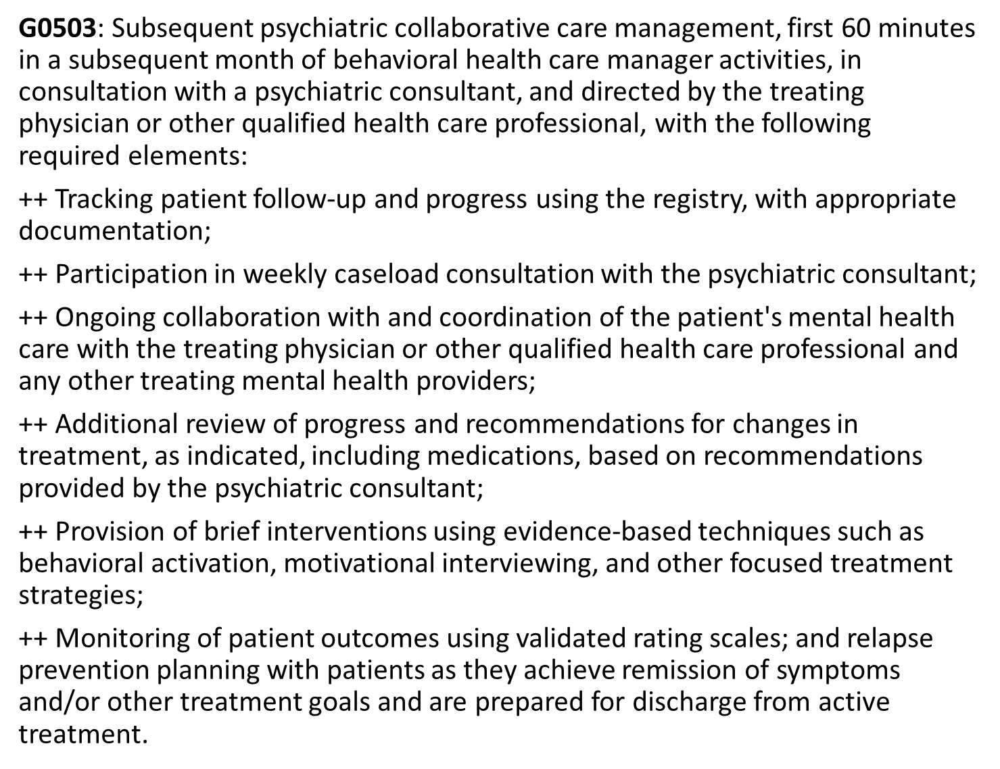 G0503: Subsequent psychiatric collaborative care management, first 60 minutes
in a subsequent month of behavioral health care manager activities, in
consultation with a psychiatric consultant, and directed by the treating
physician or other qualified health care professional, with the following
required elements:
++ Tracking patient follow-up and progress using the registry, with appropriate
documentation;
++ Participation in weekly caseload consultation with the psychiatric consultant;
++ Ongoing collaboration with and coordination of the patient's mental health
care with the treating physician or other qualified health care professional and
any other treating mental health providers;
++ Additional review of progress and recommendations for changes in
treatment, as indicated, including medications, based on recommendations
provided by the psychiatric consultant;
++ Provision of brief interventions using evidence-based techniques such as
behavioral activation, motivational interviewing, and other focused treatment
strategies;
++ Monitoring of patient outcomes using validated rating scales; and relapse
prevention planning with patients as they achieve remission of symptoms
and/or other treatment goals and are prepared for discharge from active
treatment.